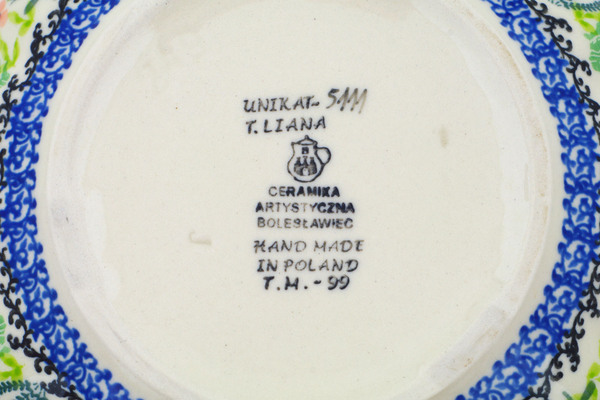 UNIKAT- 5111
T. LIANA
CERAMIKA
ARTYSTYCZNA
BOLESŁAWIEC
HAND MADE
IN POLAND
T.M. - 99